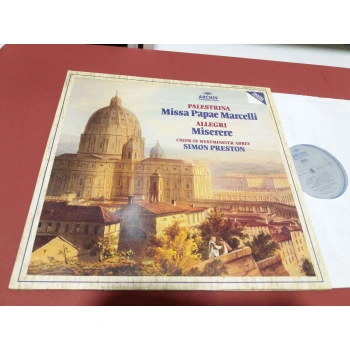 ARCHIV
PALESTRINA
Missa Papae Marcelli
ALLEGRI
Miserere
CHOIR OF WESTMINSTER ABBEY
SIMON PRESTON